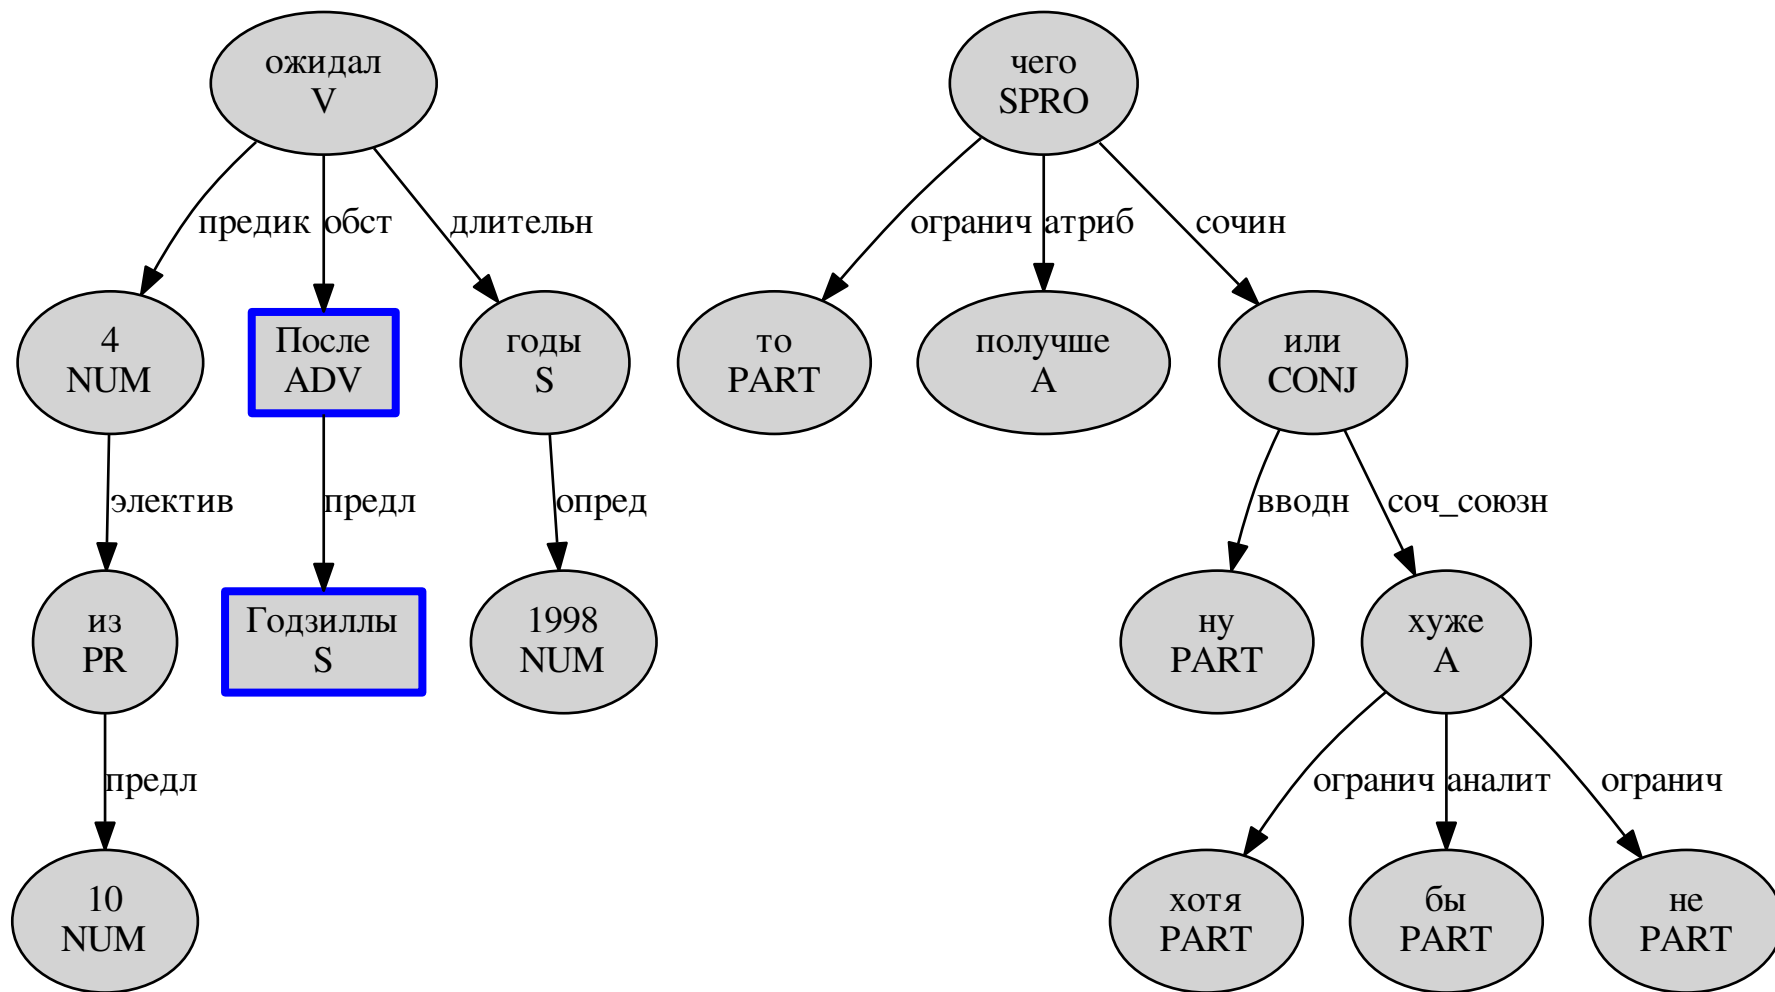 ожидал
V
чего
SPRO
предик
обст
длительн
огранич
атриб
сочин
4
NUM
После
ADV
годы
S
то
PART
получше
A
или
CONJ
электив
предл
опред
вводн
соч_союзн
из
PR
Годзиллы
S
1998
NUM
ну
PART
хуже
A
предл
огранич
аналит
огранич
10
NUM
хотя
PART
бы
PART
не
PART